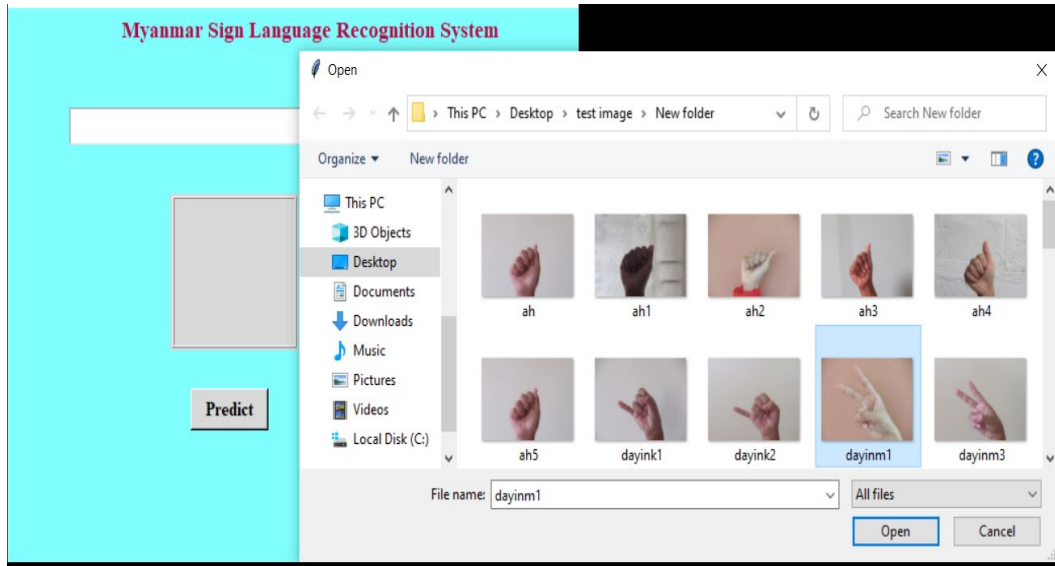 Myanmar Sign Language Recognition System
Open
This PC > Desktop > test image > New folder
Search New folder
Organize
New folder
This PC
3D Objects
Desktop
Documents
Downloads
Music
Pictures
Videos
Local Disk (C:)
ah ah1 ah2 ah3 ah4
ah5 dayink1 dayink2 dayinm1 dayinm3
Predict
File name: dayinm1
All files
Open
Cancel